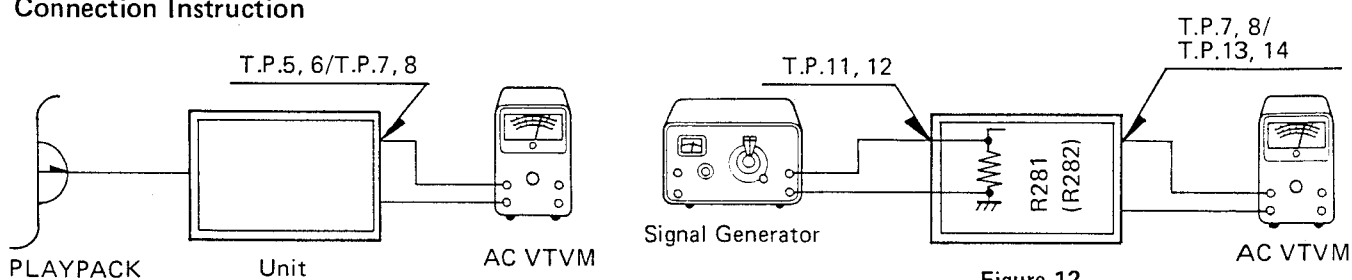 Connection Instruction
T.P.5, 6/T.P.7, 8
PLAYPACK
Unit
AC VTVM
T.P.11, 12
T.P.7, 8/
T.P.13, 14
Signal Generator
R281
(R282)
AC VTVM
Figure 12